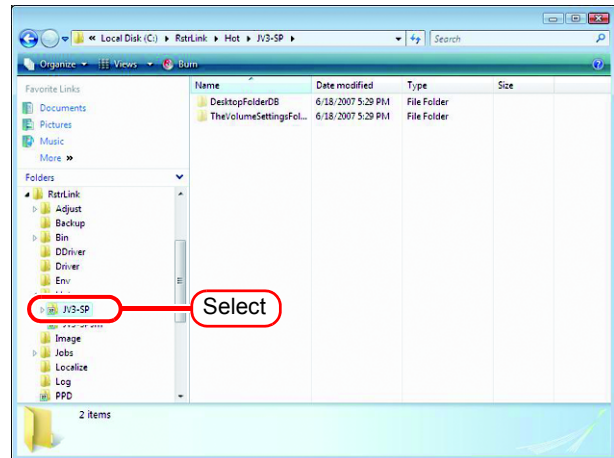 « Local Disk (C:) ▸ RstrLink ▸ Hot ▸ JV3-SP ▸
Search
Organize
Views
Burn
Favorite Links
Documents
Pictures
Music
More »
Folders
RstrLink
Adjust
Backup
Bin
DDriver
Driver
Env
JV3-SP
Image
Jobs
Localize
Log
PPD
Name Date modified Type Size
DesktopFolderDB 6/18/2007 5:29 PM File Folder
TheVolumeSettingsFol... 6/18/2007 5:29 PM File Folder
Select
2 items